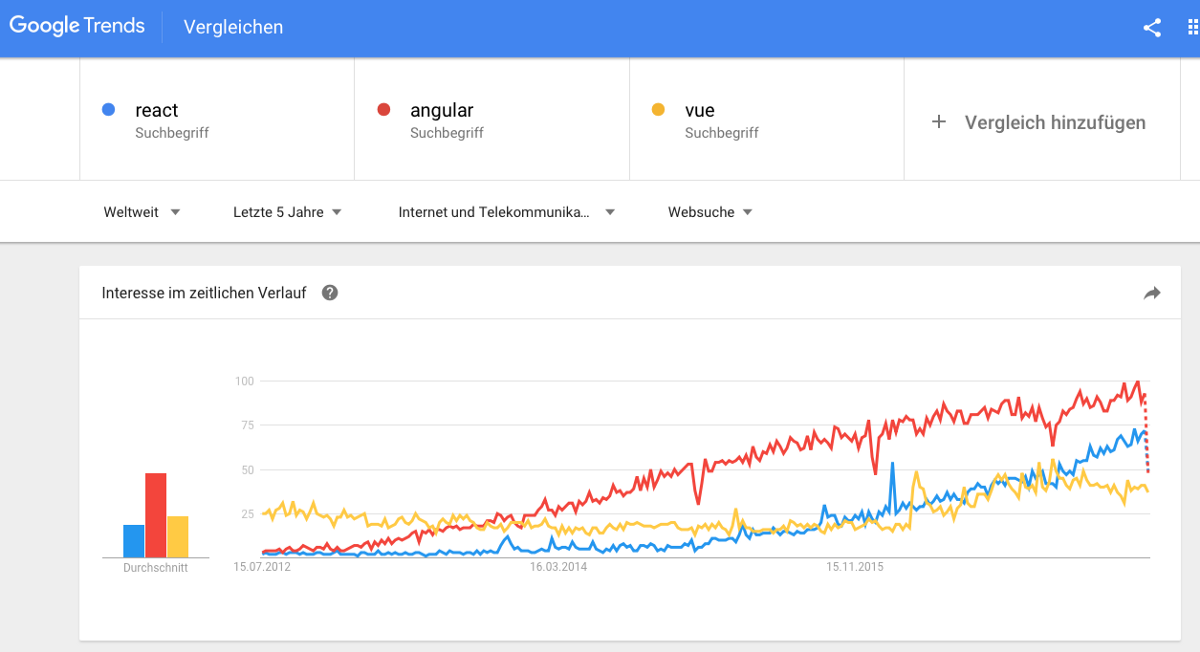 Google Trends Vergleichen
react
Suchbegriff
angular
Suchbegriff
vue
Suchbegriff
+ Vergleich hinzufügen
Weltweit
Letzte 5 Jahre
Internet und Telekommunika...
Websuche
Interesse im zeitlichen Verlauf ?
100
75
50
25
Durchschnitt
15.07.2012
16.03.2014
15.11.2015